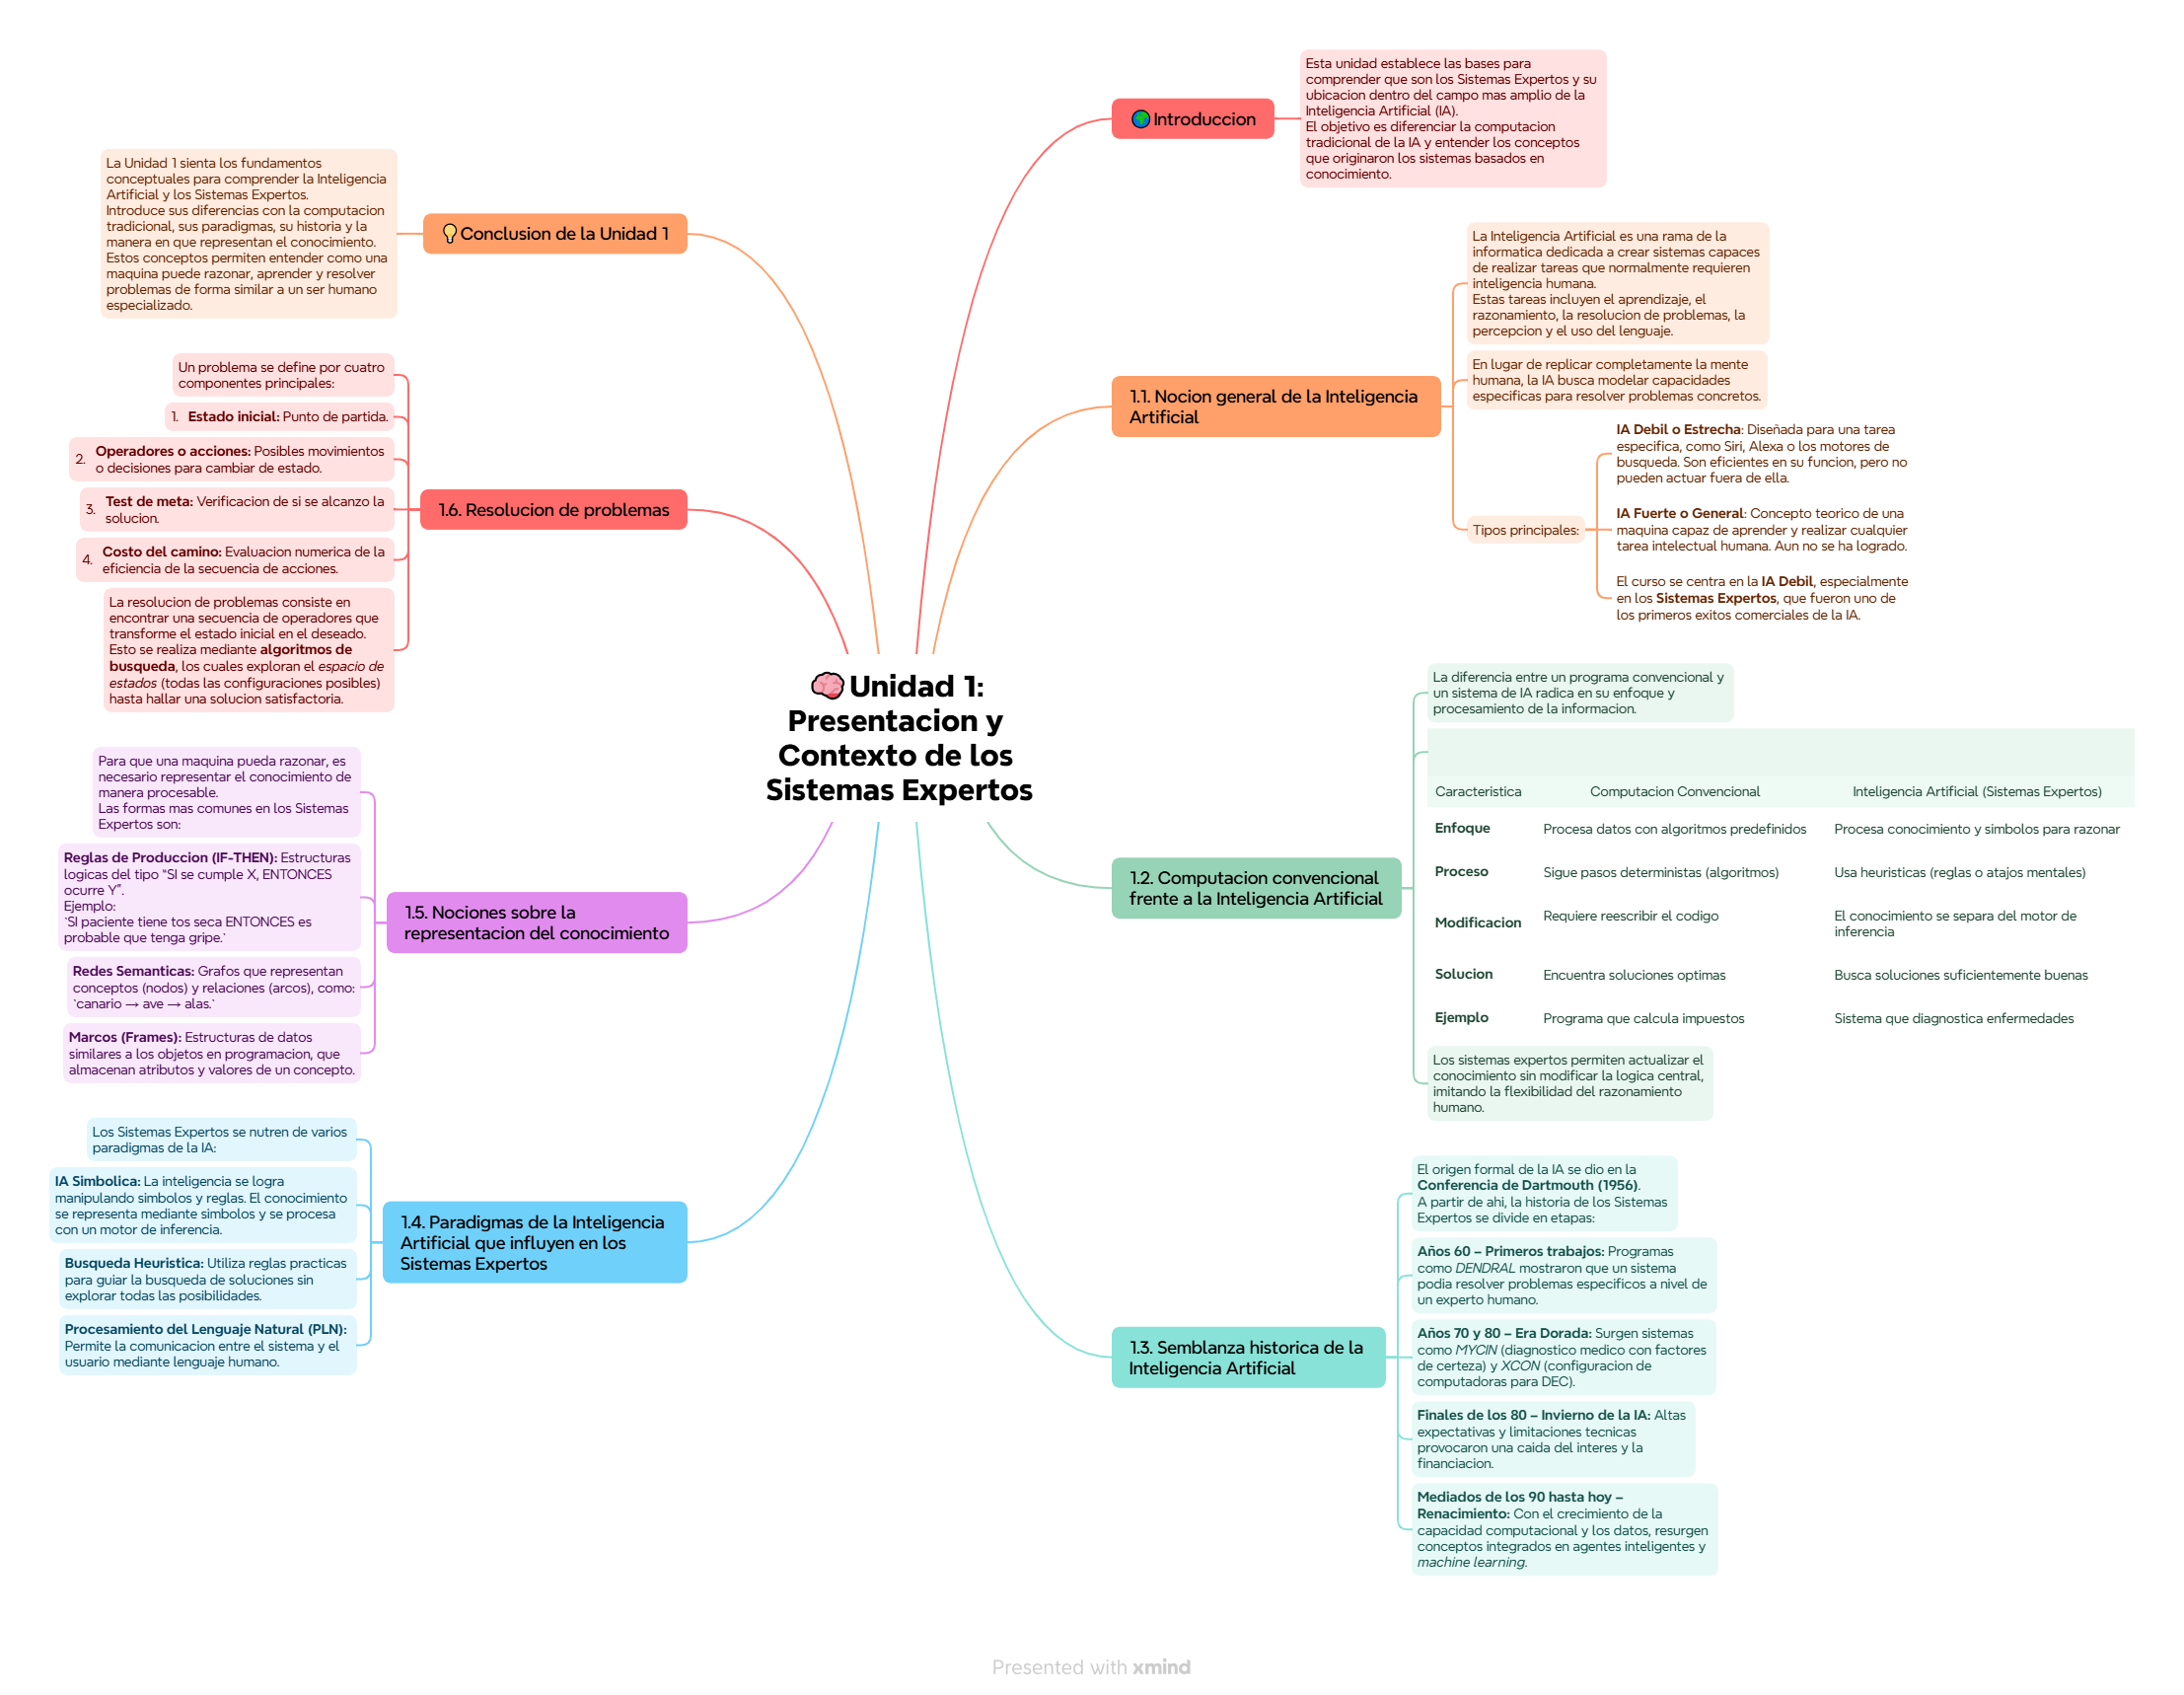 🧠Unidad 1:
Presentacion y
Contexto de los
Sistemas Expertos
🌍Introduccion
Esta unidad establece las bases para
comprender que son los Sistemas Expertos y su
ubicacion dentro del campo mas amplio de la
Inteligencia Artificial (IA).
El objetivo es diferenciar la computacion
tradicional de la IA y entender los conceptos
que originaron los sistemas basados en
conocimiento.
1.1. Nocion general de la Inteligencia
Artificial
La Inteligencia Artificial es una rama de la
informatica dedicada a crear sistemas capaces
de realizar tareas que normalmente requieren
inteligencia humana.
Estas tareas incluyen el aprendizaje, el
razonamiento, la resolucion de problemas, la
percepcion y el uso del lenguaje.
En lugar de replicar completamente la mente
humana, la IA busca modelar capacidades
especificas para resolver problemas concretos.
Tipos principales:
IA Debil o Estrecha: Diseñada para una tarea
especifica, como Siri, Alexa o los motores de
busqueda. Son eficientes en su funcion, pero no
pueden actuar fuera de ella.
IA Fuerte o General: Concepto teorico de una
maquina capaz de aprender y realizar cualquier
tarea intelectual humana. Aun no se ha logrado.
El curso se centra en la IA Debil, especialmente
en los Sistemas Expertos, que fueron uno de
los primeros exitos comerciales de la IA.
1.2. Computacion convencional
frente a la Inteligencia Artificial
La diferencia entre un programa convencional y
un sistema de IA radica en su enfoque y
procesamiento de la informacion.
Caracteristica Computacion Convencional Inteligencia Artificial (Sistemas Expertos)
Enfoque Procesa datos con algoritmos predefinidos Procesa conocimiento y simbolos para razonar
Proceso Sigue pasos deterministas (algoritmos) Usa heuristicas (reglas o atajos mentales)
Modificacion Requiere reescribir el codigo El conocimiento se separa del motor de
inferencia
Solucion Encuentra soluciones optimas Busca soluciones suficientemente buenas
Ejemplo Programa que calcula impuestos Sistema que diagnostica enfermedades
Los sistemas expertos permiten actualizar el
conocimiento sin modificar la logica central,
imitando la flexibilidad del razonamiento
humano.
1.3. Semblanza historica de la
Inteligencia Artificial
El origen formal de la IA se dio en la
Conferencia de Dartmouth (1956).
A partir de ahi, la historia de los Sistemas
Expertos se divide en etapas:
Años 60 – Primeros trabajos: Programas
como DENDRAL mostraron que un sistema
podia resolver problemas especificos a nivel de
un experto humano.
Años 70 y 80 – Era Dorada: Surgen sistemas
como MYCIN (diagnostico medico con factores
de certeza) y XCON (configuracion de
computadoras para DEC).
Finales de los 80 – Invierno de la IA: Altas
expectativas y limitaciones tecnicas
provocaron una caida del interes y la
financiacion.
Mediados de los 90 hasta hoy –
Renacimiento: Con el crecimiento de la
capacidad computacional y los datos, resurgen
conceptos integrados en agentes inteligentes y
machine learning.
1.4. Paradigmas de la Inteligencia
Artificial que influyen en los
Sistemas Expertos
Los Sistemas Expertos se nutren de varios
paradigmas de la IA:
IA Simbolica: La inteligencia se logra
manipulando simbolos y reglas. El conocimiento
se representa mediante simbolos y se procesa
con un motor de inferencia.
Busqueda Heuristica: Utiliza reglas practicas
para guiar la busqueda de soluciones sin
explorar todas las posibilidades.
Procesamiento del Lenguaje Natural (PLN):
Permite la comunicacion entre el sistema y el
usuario mediante lenguaje humano.
1.5. Nociones sobre la
representacion del conocimiento
Para que una maquina pueda razonar, es
necesario representar el conocimiento de
manera procesable.
Las formas mas comunes en los Sistemas
Expertos son:
Reglas de Produccion (IF-THEN): Estructuras
logicas del tipo “SI se cumple X, ENTONCES
ocurre Y”.
Ejemplo:
`SI paciente tiene tos seca ENTONCES es
probable que tenga gripe.`
Redes Semanticas: Grafos que representan
conceptos (nodos) y relaciones (arcos), como:
`canario → ave → alas.`
Marcos (Frames): Estructuras de datos
similares a los objetos en programacion, que
almacenan atributos y valores de un concepto.
1.6. Resolucion de problemas
Un problema se define por cuatro
componentes principales:
1. Estado inicial: Punto de partida.
2. Operadores o acciones: Posibles movimientos
o decisiones para cambiar de estado.
3. Test de meta: Verificacion de si se alcanzo la
solucion.
4. Costo del camino: Evaluacion numerica de la
eficiencia de la secuencia de acciones.
La resolucion de problemas consiste en
encontrar una secuencia de operadores que
transforme el estado inicial en el deseado.
Esto se realiza mediante algoritmos de
busqueda, los cuales exploran el espacio de
estados (todas las configuraciones posibles)
hasta hallar una solucion satisfactoria.
💡Conclusion de la Unidad 1
La Unidad 1 sienta los fundamentos
conceptuales para comprender la Inteligencia
Artificial y los Sistemas Expertos.
Introduce sus diferencias con la computacion
tradicional, sus paradigmas, su historia y la
manera en que representan el conocimiento.
Estos conceptos permiten entender como una
maquina puede razonar, aprender y resolver
problemas de forma similar a un ser humano
especializado.
Presented with xmind